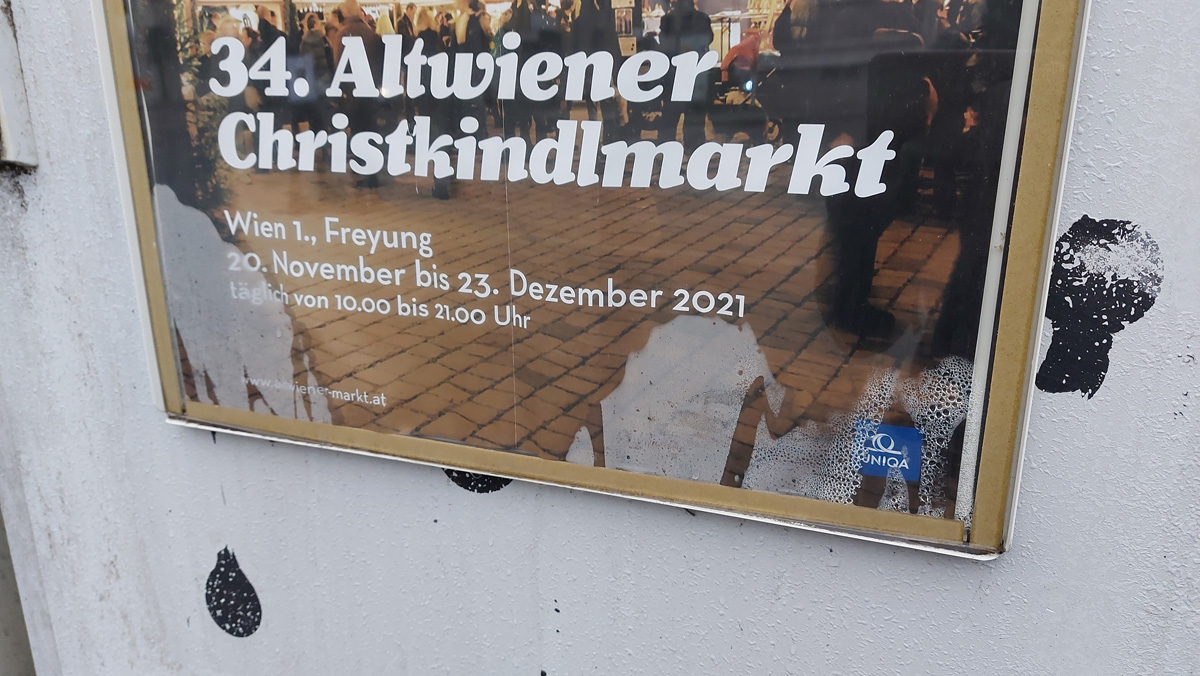 34. Altwiener
Christkindlmarkt
Wien 1., Freyung
20. November bis 23. Dezember 2021
täglich von 10.00 bis 21.00 Uhr
www.altwiener-markt.at
UNIQA